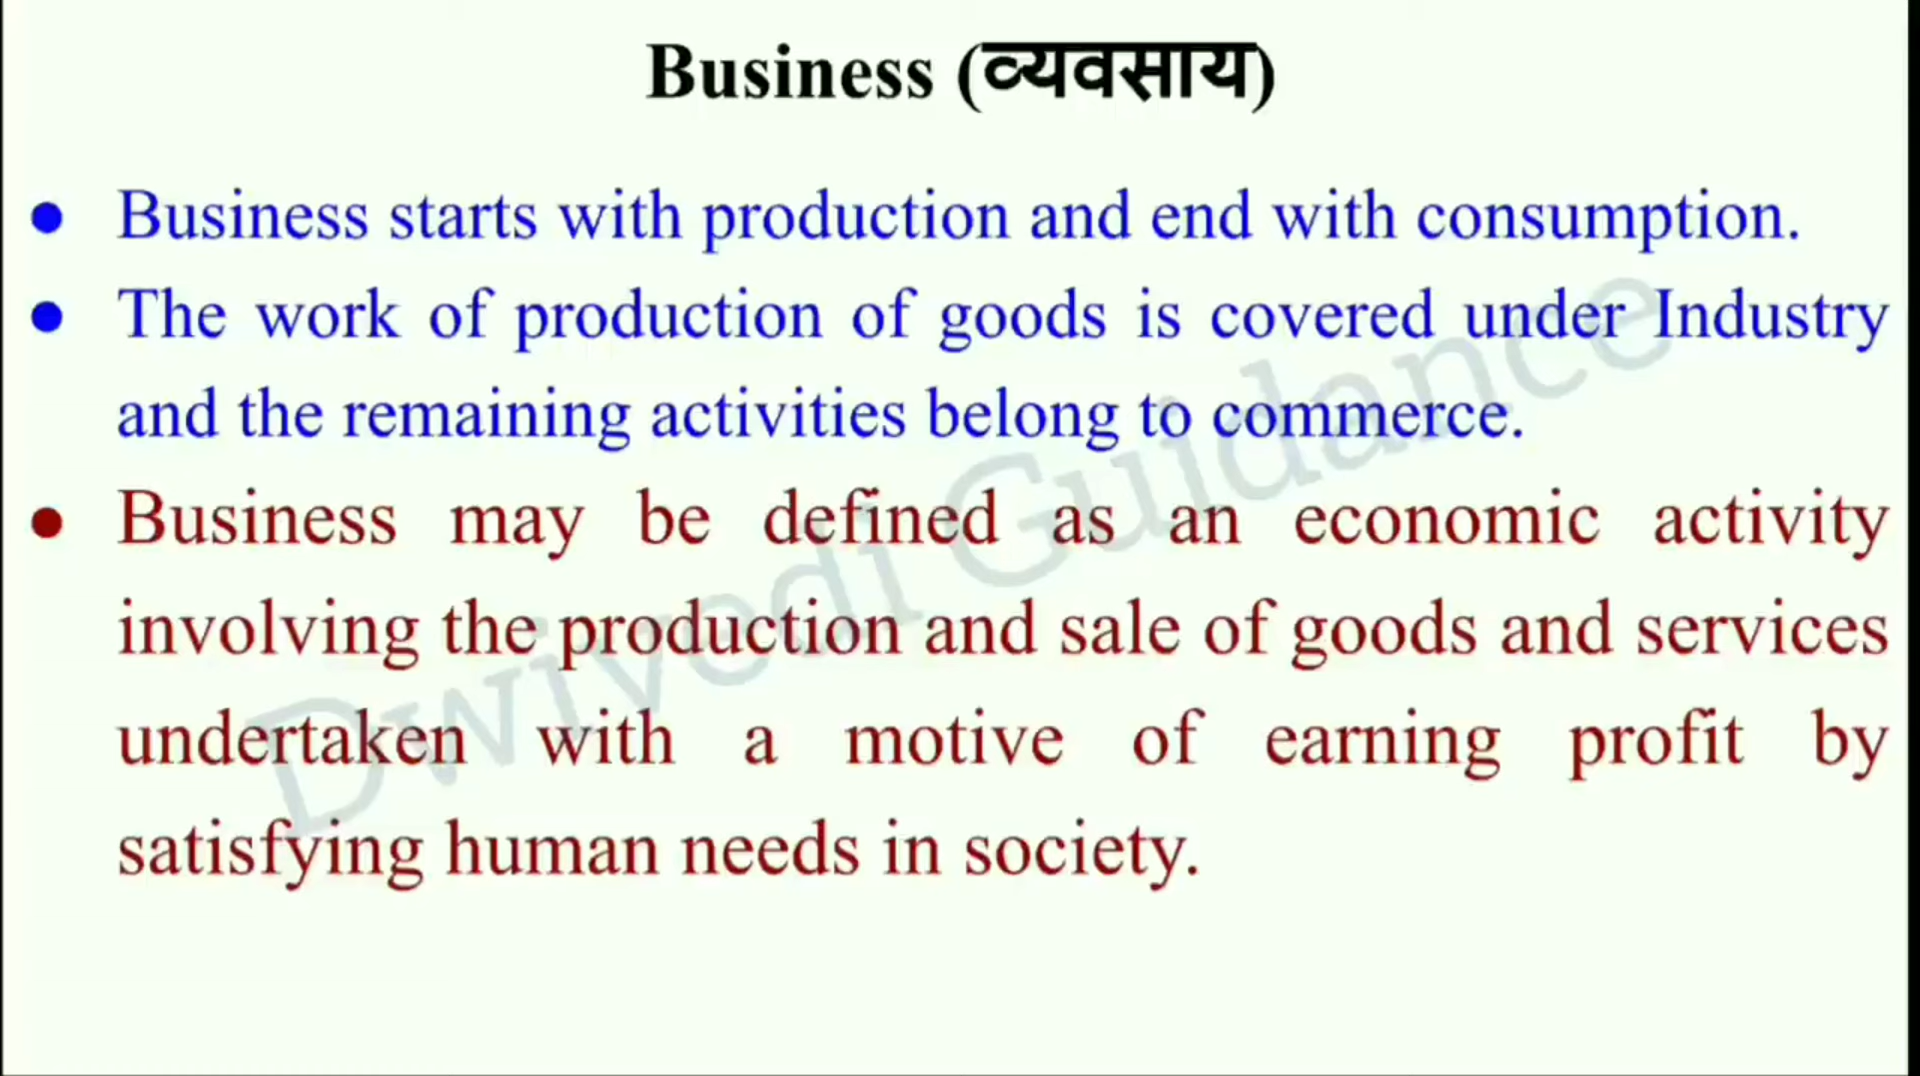 Business (व्यवसाय)
● Business starts with production and end with consumption.
● The work of production of goods is covered under Industry
and the remaining activities belong to commerce.
● Business may be defined as an economic activity
involving the production and sale of goods and services
undertaken with a motive of earning profit by
satisfying human needs in society.
Dwivedi Guidance